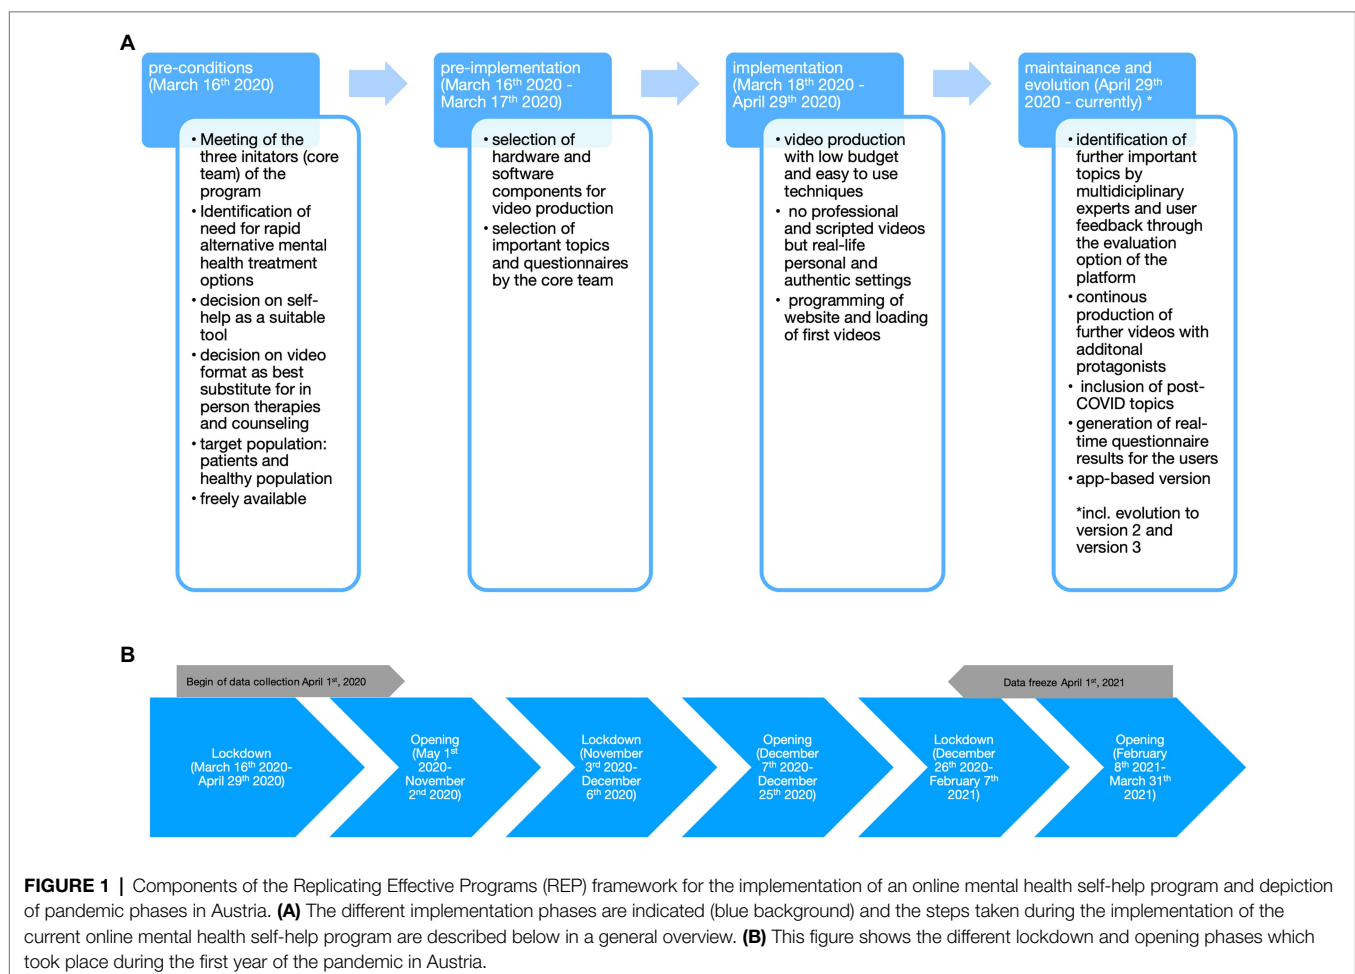 A
pre-conditions
(March 16th 2020)
Meeting of the
three initators (core
team) of the
program
Identification of
need for rapid
alternative mental
health treatment
options
decision on self-
help as a suitable
tool
decision on video
format as best
substitute for in
person therapies
and counseling
target population:
patients and
healthy population
freely available
pre-implementation
(March 16th 2020 -
March 17th 2020)
selection of
hardware and
software
components for
video production
selection of
important topics
and questionnaires
by the core team
implementation
(March 18th 2020 -
April 29th 2020)
video production
with low budget
and easy to use
techniques
no professional
and scripted videos
but real-life
personal and
authentic settings
programming of
website and loading
of first videos
maintainance and
evolution (April 29th
2020 - currently) *
identification of
further important
topics by
multidiciplinary
experts and user
feedback through
the evaluation
option of the
platform
continous
production of
further videos with
additonal
protagonists
inclusion of post-
COVID topics
generation of real-
time questionnaire
results for the users
app-based version
*incl. evolution to
version 2 and
version 3
B
Begin of data collection April 1st, 2020
Data freeze April 1st, 2021
Lockdown
(March 16th 2020-
April 29th 2020)
Opening
(May 1st
2020-
November
2nd 2020)
Lockdown
(November
3rd 2020-
December
6th 2020)
Opening
(December
7th 2020-
December
25th 2020)
Lockdown
(December
26th 2020-
February 7th
2021)
Opening
(February
8th 2021-
March 31th
2021)
FIGURE 1 | Components of the Replicating Effective Programs (REP) framework for the implementation of an online mental health self-help program and depiction
of pandemic phases in Austria. (A) The different implementation phases are indicated (blue background) and the steps taken during the implementation of the
current online mental health self-help program are described below in a general overview. (B) This figure shows the different lockdown and opening phases which
took place during the first year of the pandemic in Austria.